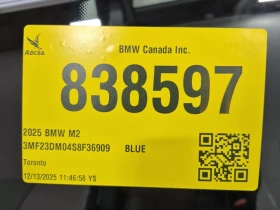 ADESA
BMW Canada Inc.
838597
2025 BMW M2
3MF23DM04S8F36909 BLUE
Toronto
12/13/2025 11:46:58 YS